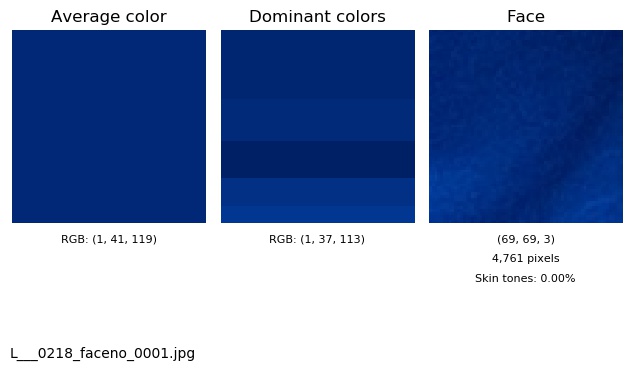 Average color
Dominant colors
Face
RGB: (1, 41, 119)
RGB: (1, 37, 113)
(69, 69, 3)
4,761 pixels
Skin tones: 0.00%
L___0218_faceno_0001.jpg